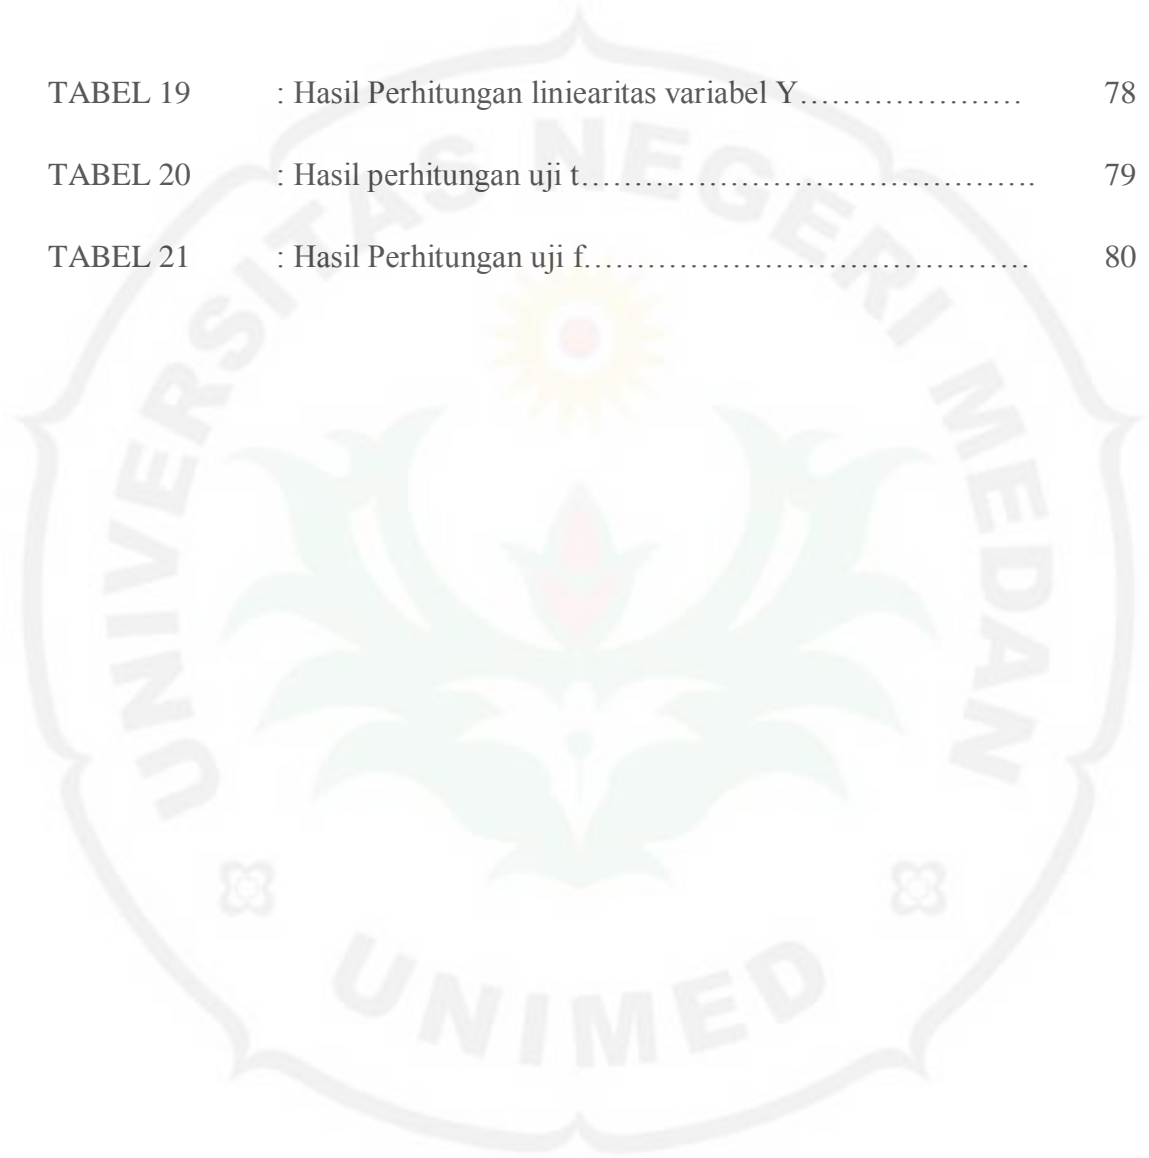 TABEL 19 : Hasil Perhitungan liniearitas variabel Y………………… 78
TABEL 20 : Hasil perhitungan uji t……………………………………. 79
TABEL 21 : Hasil Perhitungan uji f…………………………………… 80
UNIVERSITAS NEGERI MEDAN
UNIMED